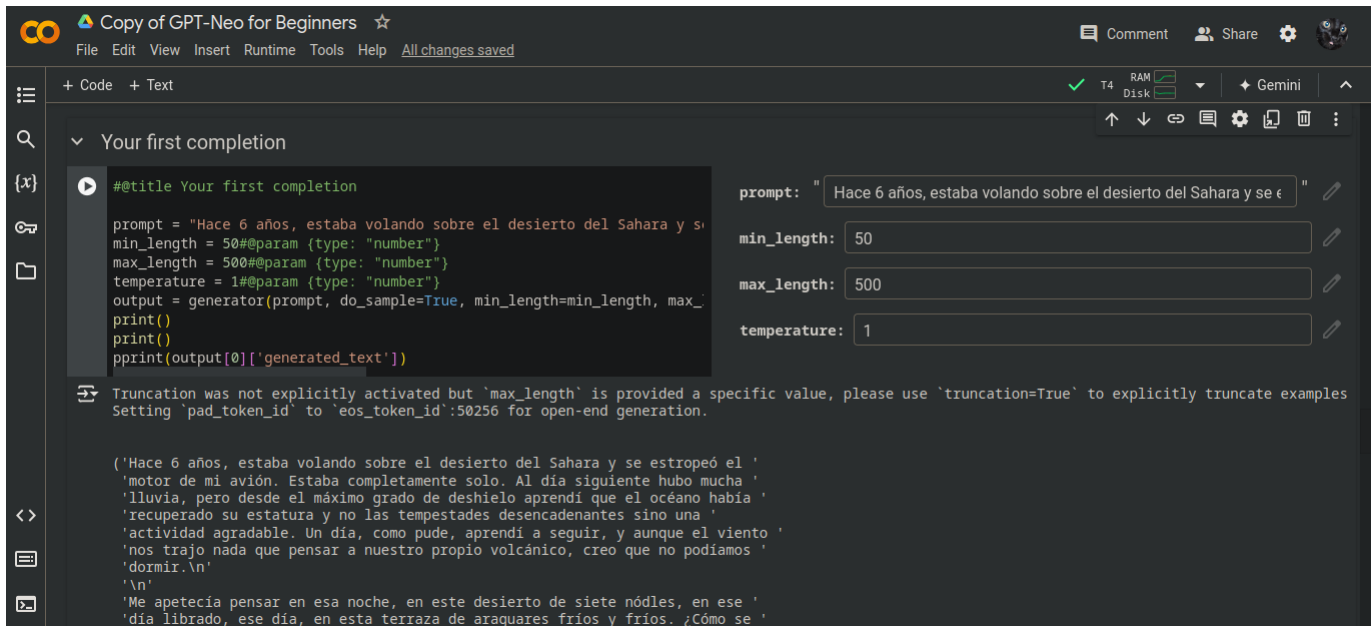 Copy of GPT-Neo for Beginners
File Edit View Insert Runtime Tools Help All changes saved
Comment Share
+ Code + Text
T4 RAM Disk Gemini
Your first completion
#@title Your first completion
prompt = "Hace 6 años, estaba volando sobre el desierto del Sahara y s
min_length = 50#@param {type: "number"}
max_length = 500#@param {type: "number"}
temperature = 1#@param {type: "number"}
output = generator(prompt, do_sample=True, min_length=min_length, max_
print()
print()
pprint(output[0]['generated_text'])
prompt: " Hace 6 años, estaba volando sobre el desierto del Sahara y se e "
min_length: 50
max_length: 500
temperature: 1
Truncation was not explicitly activated but `max_length` is provided a specific value, please use `truncation=True` to explicitly truncate examples
Setting `pad_token_id` to `eos_token_id`:50256 for open-end generation.
('Hace 6 años, estaba volando sobre el desierto del Sahara y se estropeó el '
'motor de mi avión. Estaba completamente solo. Al día siguiente hubo mucha '
'lluvia, pero desde el máximo grado de deshielo aprendí que el océano había '
'recuperado su estatura y no las tempestades desencadenantes sino una '
'actividad agradable. Un día, como pude, aprendí a seguir, y aunque el viento '
'nos trajo nada que pensar a nuestro propio volcánico, creo que no podíamos '
'dormir.\n'
'\n'
'Me apetecía pensar en esa noche, en este desierto de siete nódles, en ese '
'día librado, ese día, en esta terraza de araguares fríos y fríos. ¿Cómo se '